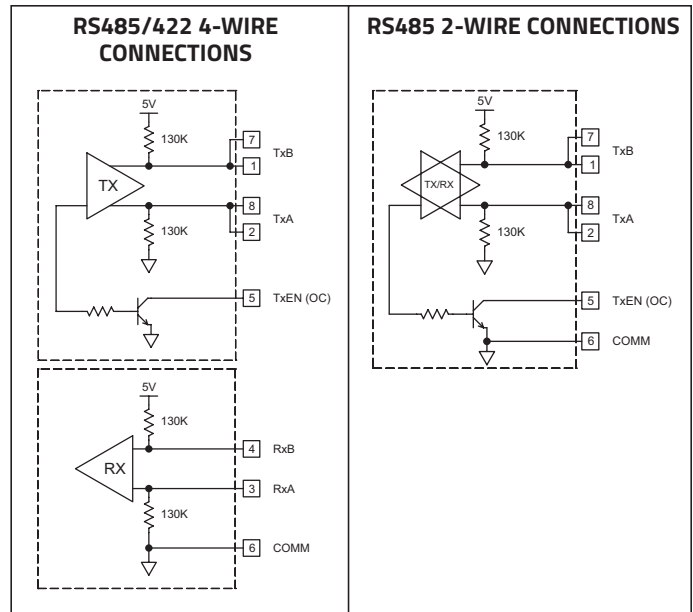 RS485/422 4-WIRE
CONNECTIONS
5V
130K
7
TxB
1
TX
8
TxA
130K
2
5 TxEN (OC)
5V
130K
4 RxB
RX
3 RxA
130K
6 COMM
RS485 2-WIRE CONNECTIONS
5V
130K
7
TxB
1
TX/RX
8
TxA
130K
2
5 TxEN (OC)
6 COMM